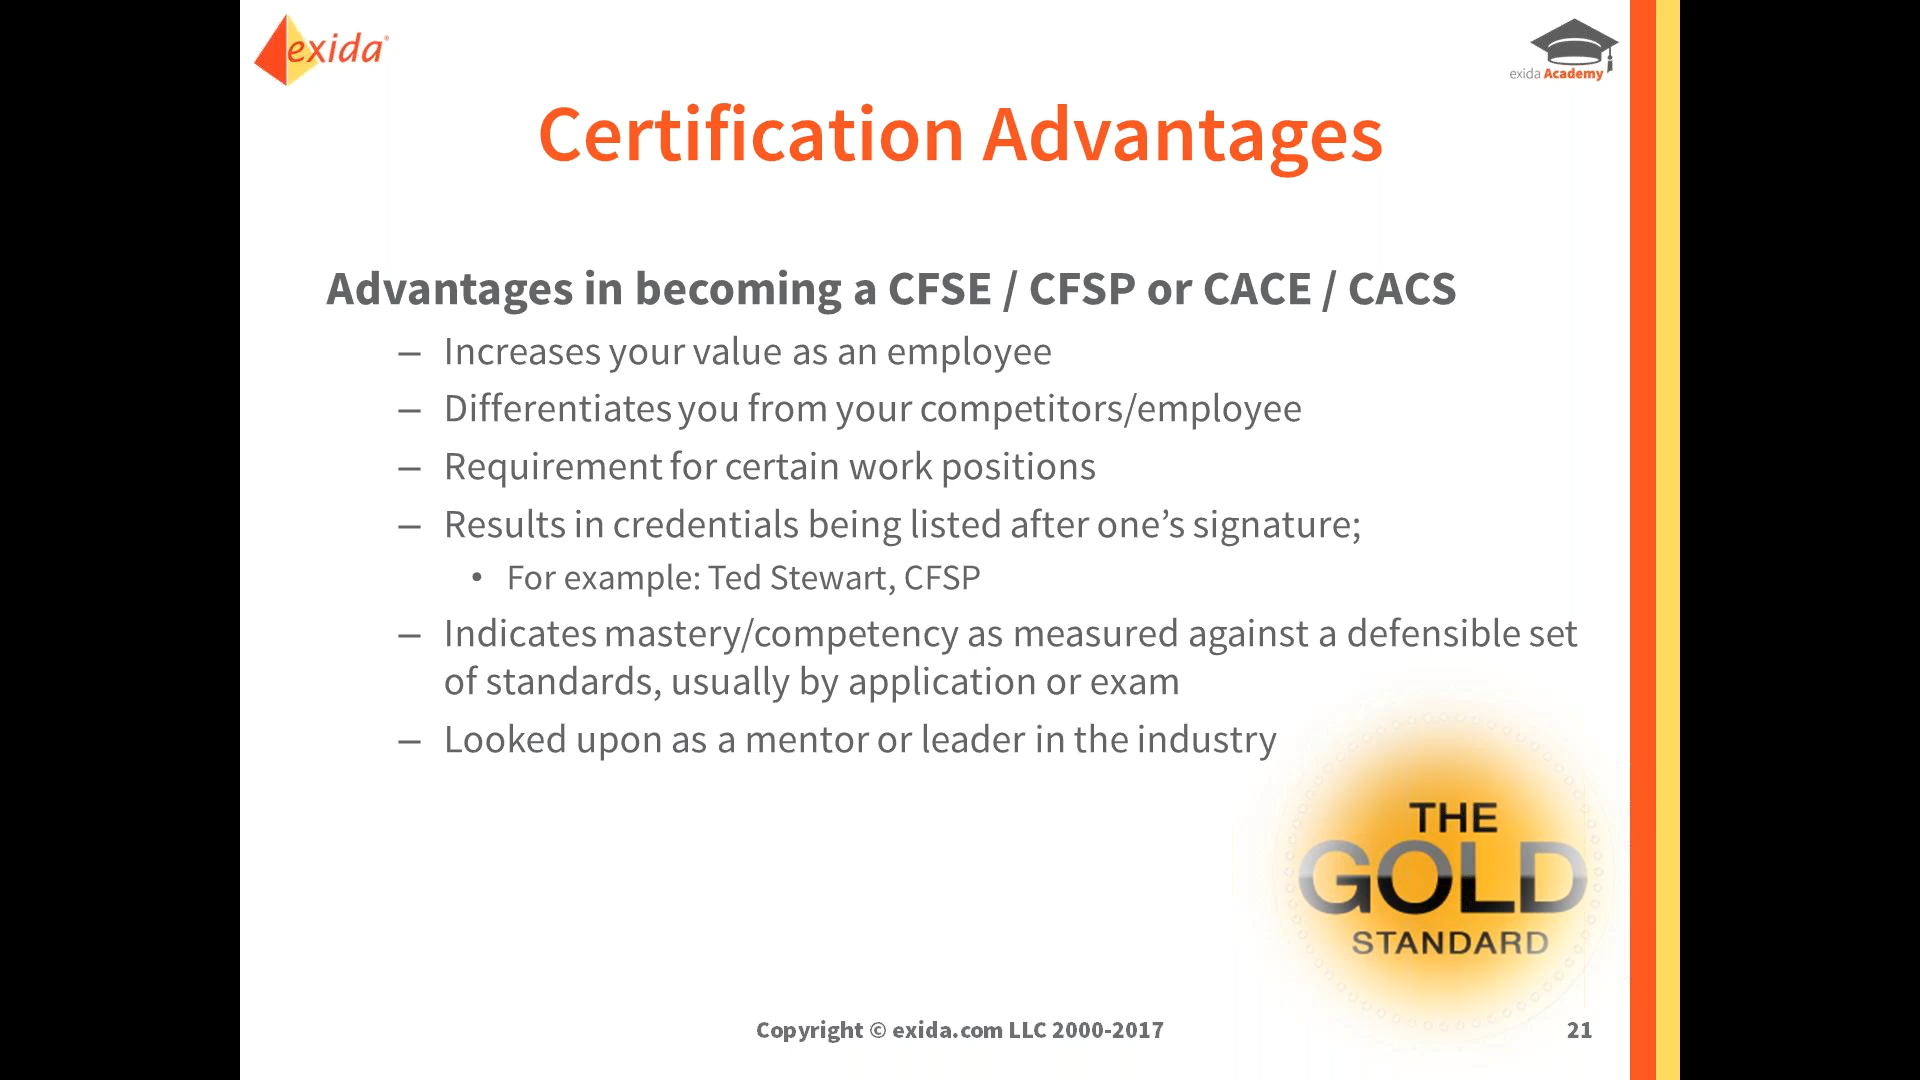 exida®
exida Academy
Certification Advantages
Advantages in becoming a CFSE / CFSP or CACE / CACS
– Increases your value as an employee
– Differentiates you from your competitors/employee
– Requirement for certain work positions
– Results in credentials being listed after one’s signature;
• For example: Ted Stewart, CFSP
– Indicates mastery/competency as measured against a defensible set
of standards, usually by application or exam
– Looked upon as a mentor or leader in the industry
THE
GOLD
STANDARD
Copyright © exida.com LLC 2000-2017
21